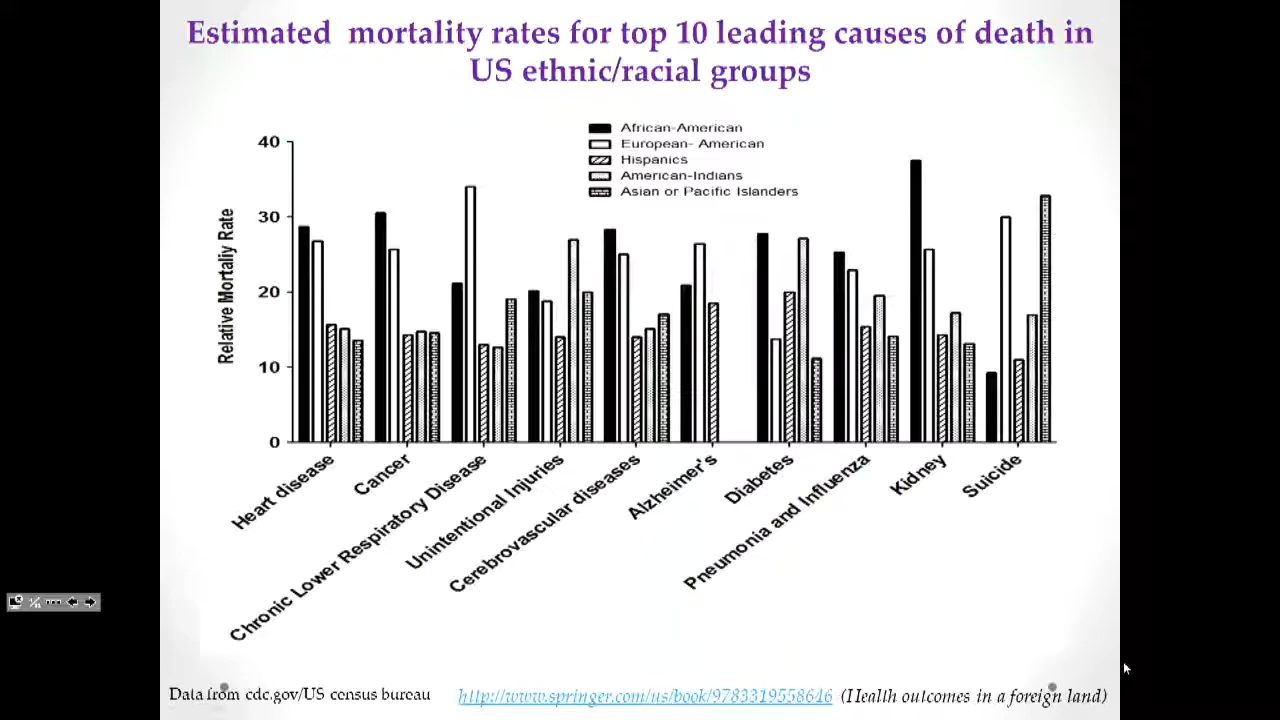 Estimated mortality rates for top 10 leading causes of death in
US ethnic/racial groups
African-American
European- American
Hispanics
American-Indians
Asian or Pacific Islanders
40
30
20
10
0
Relative Mortaliy Rate
Heart disease
Cancer
Chronic Lower Respiratory Disease
Unintentional Injuries
Cerebrovascular diseases
Alzheimer's
Diabetes
Pneumonia and Influenza
Kidney
Suicide
Data from cdc.gov/US census bureau
http://www.springer.com/us/book/9783319558646 (Health outcomes in a foreign land)